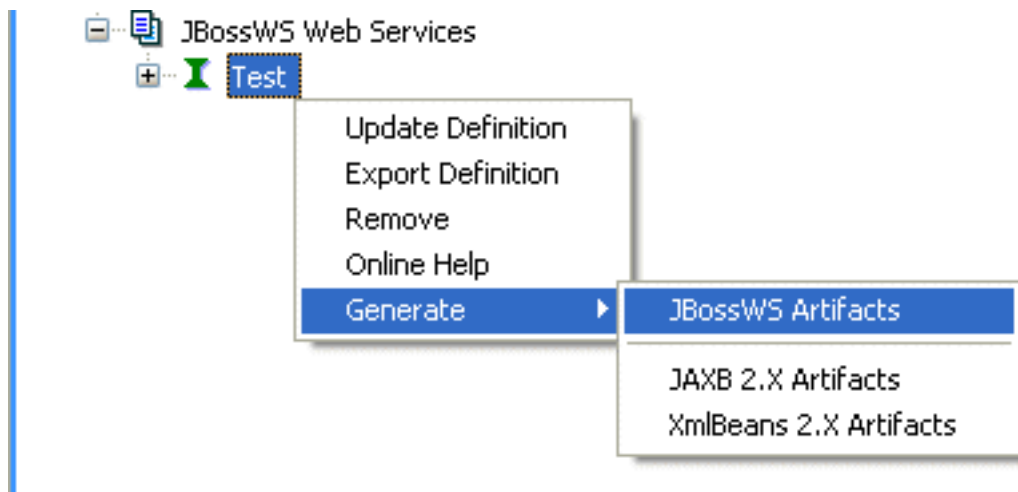 JBossWS Web Services
Test
Update Definition
Export Definition
Remove
Online Help
Generate
JBossWS Artifacts
JAXB 2.X Artifacts
XmlBeans 2.X Artifacts